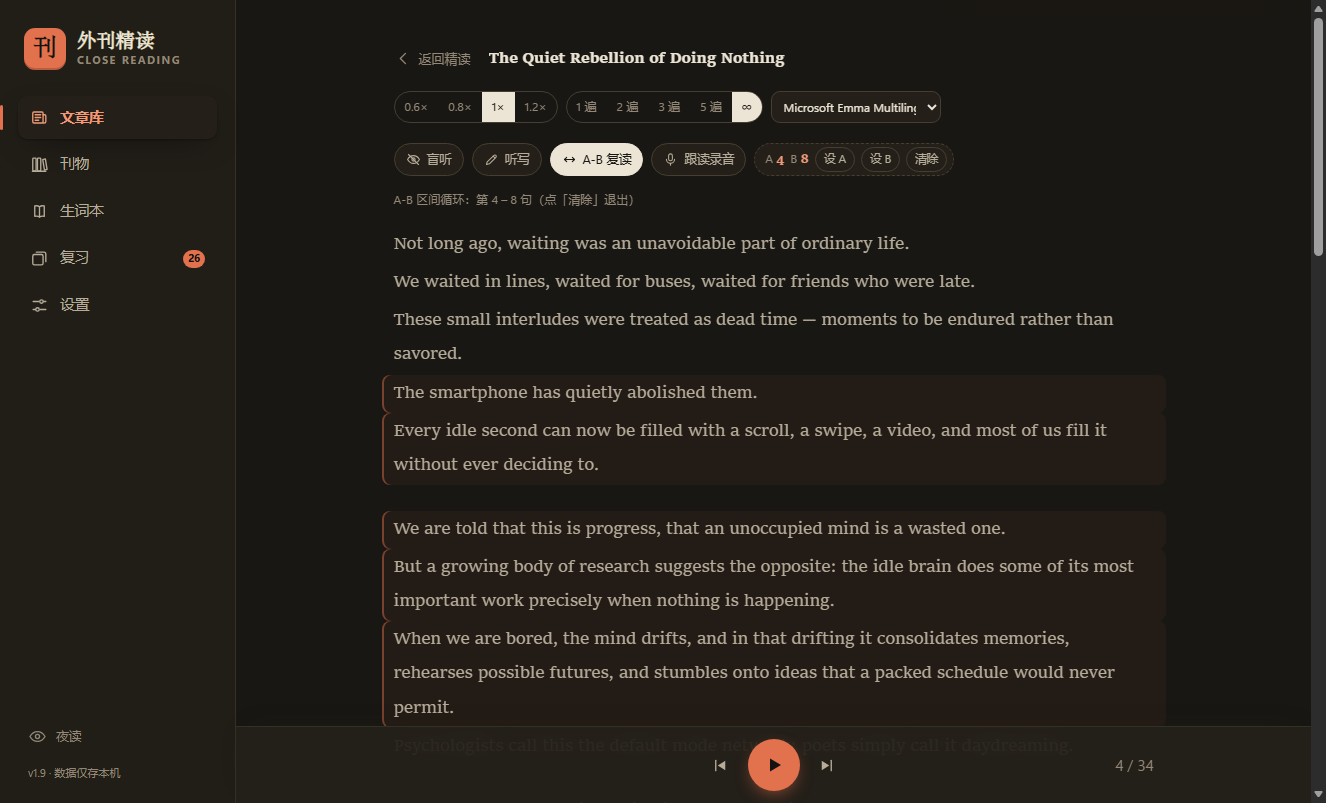 刊
外刊精读
CLOSE READING
文章库
刊物
生词本
复习 26
设置
夜读
v1.9 · 数据仅存本机
返回精读 The Quiet Rebellion of Doing Nothing
0.6× 0.8× 1× 1.2× 1 遍 2 遍 3 遍 5 遍 ∞ Microsoft Emma Multiling
盲听 听写 A-B 复读 跟读录音 A 4 B 8 设 A 设 B 清除
A-B 区间循环：第 4 – 8 句（点「清除」退出）
Not long ago, waiting was an unavoidable part of ordinary life.
We waited in lines, waited for buses, waited for friends who were late.
These small interludes were treated as dead time — moments to be endured rather than
savored.
The smartphone has quietly abolished them.
Every idle second can now be filled with a scroll, a swipe, a video, and most of us fill it
without ever deciding to.
We are told that this is progress, that an unoccupied mind is a wasted one.
But a growing body of research suggests the opposite: the idle brain does some of its most
important work precisely when nothing is happening.
When we are bored, the mind drifts, and in that drifting it consolidates memories,
rehearses possible futures, and stumbles onto ideas that a packed schedule would never
permit.
Psychologists call this the default mode poets simply call it daydreaming.
4 / 34